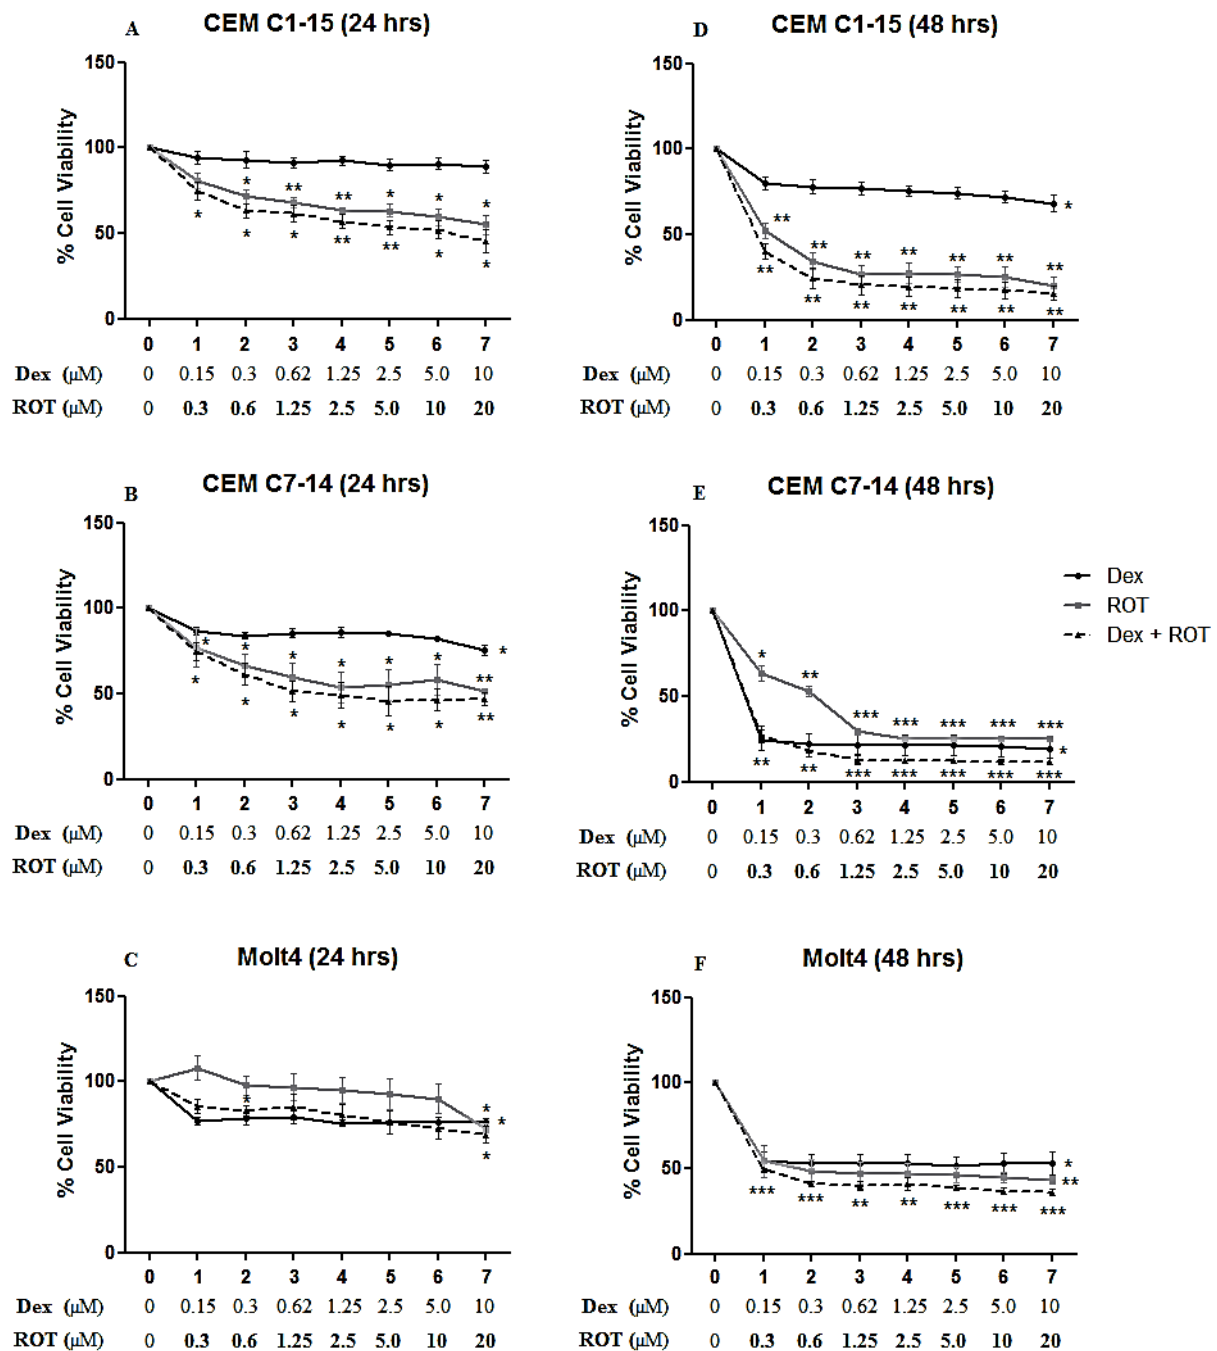 A
CEM C1-15 (24 hrs)
150
100
50
0
% Cell Viability
* ** ** * * *
* * * ** ** * *
0 1 2 3 4 5 6 7
Dex (μM) 0 0.15 0.3 0.62 1.25 2.5 5.0 10
ROT (μM) 0 0.3 0.6 1.25 2.5 5.0 10 20
D
CEM C1-15 (48 hrs)
150
100
50
0
% Cell Viability
*
** ** ** ** ** ** **
** ** ** ** ** ** **
0 1 2 3 4 5 6 7
Dex (μM) 0 0.15 0.3 0.62 1.25 2.5 5.0 10
ROT (μM) 0 0.3 0.6 1.25 2.5 5.0 10 20
B
CEM C7-14 (24 hrs)
150
100
50
0
% Cell Viability
*
* * * * * * **
* * * * * * **
0 1 2 3 4 5 6 7
Dex (μM) 0 0.15 0.3 0.62 1.25 2.5 5.0 10
ROT (μM) 0 0.3 0.6 1.25 2.5 5.0 10 20
E
CEM C7-14 (48 hrs)
150
100
50
0
% Cell Viability
* ** *** *** *** *** ***
*
** ** *** *** *** *** ***
0 1 2 3 4 5 6 7
Dex (μM) 0 0.15 0.3 0.62 1.25 2.5 5.0 10
ROT (μM) 0 0.3 0.6 1.25 2.5 5.0 10 20
Dex
ROT
Dex + ROT
C
Molt4 (24 hrs)
150
100
50
0
% Cell Viability
* *
*
*
0 1 2 3 4 5 6 7
Dex (μM) 0 0.15 0.3 0.62 1.25 2.5 5.0 10
ROT (μM) 0 0.3 0.6 1.25 2.5 5.0 10 20
F
Molt4 (48 hrs)
150
100
50
0
% Cell Viability
*
**
*** *** ** ** *** *** ***
0 1 2 3 4 5 6 7
Dex (μM) 0 0.15 0.3 0.62 1.25 2.5 5.0 10
ROT (μM) 0 0.3 0.6 1.25 2.5 5.0 10 20